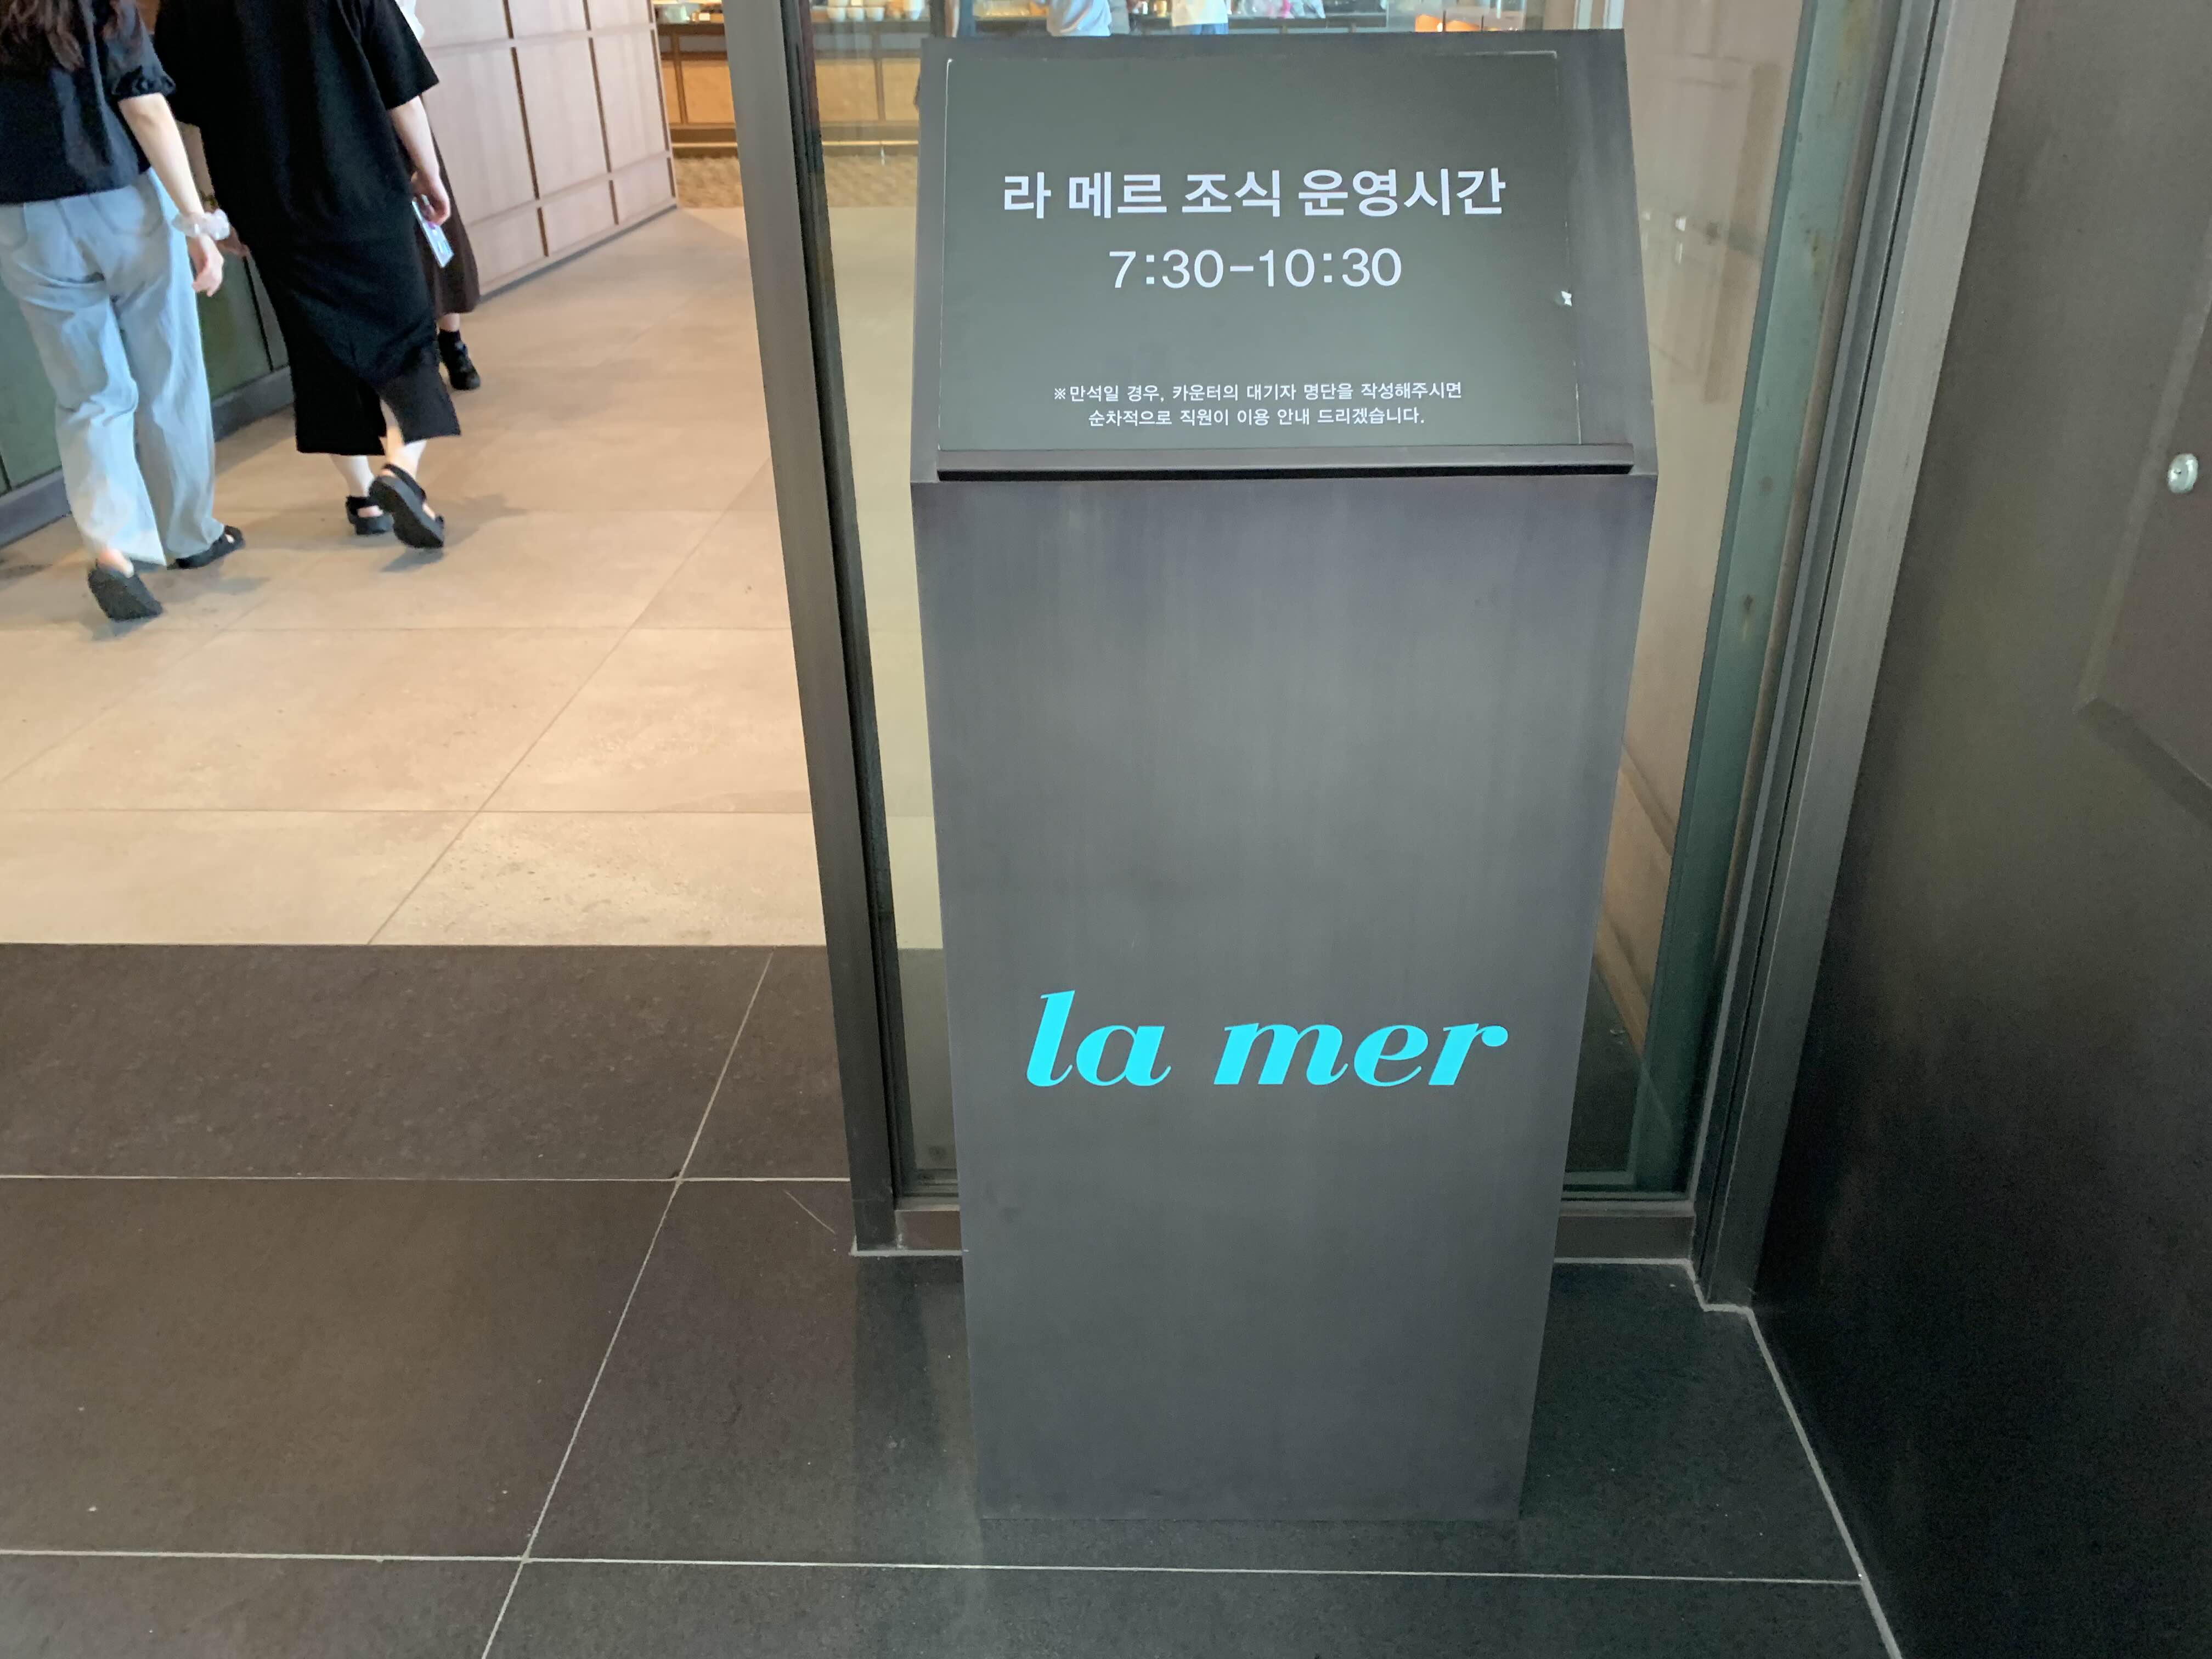 라 메르 조식 운영시간
7:30-10:30
※만석일 경우, 카운터의 대기자 명단을 작성해주시면
순차적으로 직원이 이용 안내 드리겠습니다.
la mer